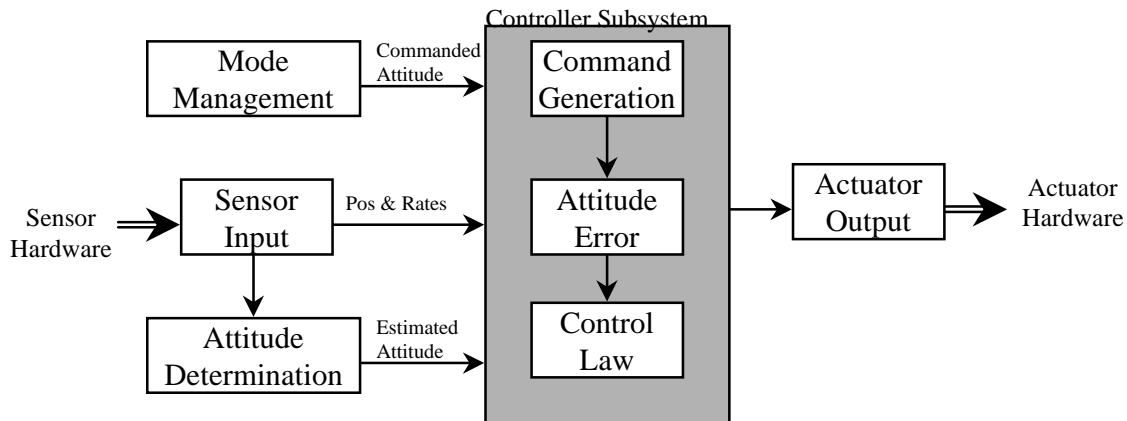 Controller Subsystem
Mode
Management
Commanded
Attitude
Command
Generation
Sensor
Hardware
Sensor
Input
Pos & Rates
Attitude
Error
Actuator
Output
Actuator
Hardware
Attitude
Determination
Estimated
Attitude
Control
Law